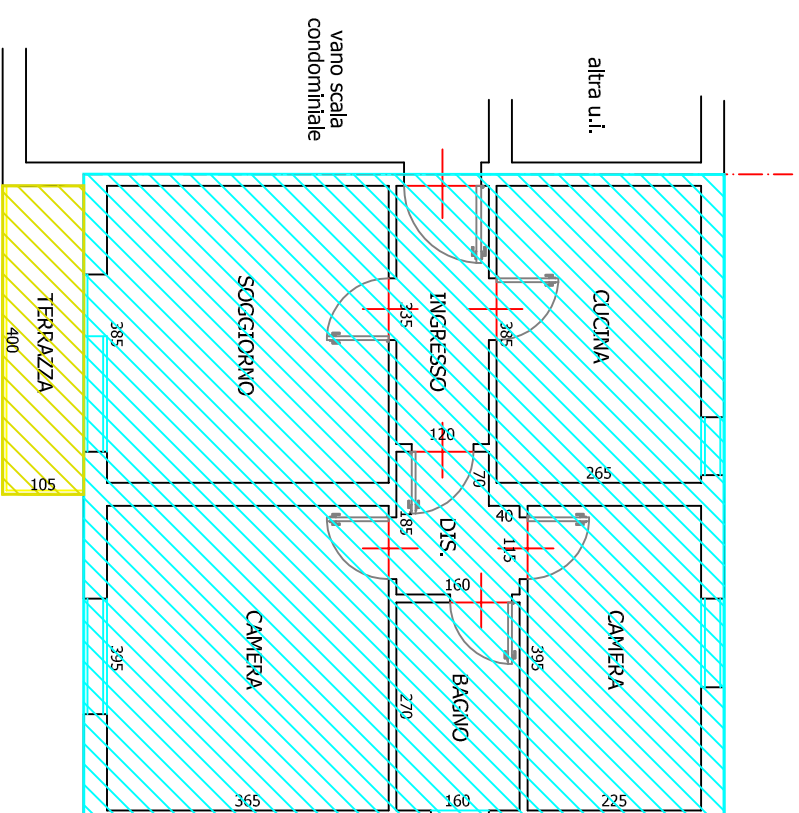 vano scala
condominiale
altra u.i.
CUCINA
385
265
INGRESSO
335
120
SOGGIORNO
385
TERRAZZA
400
105
70
40
115
DIS.
185
160
CAMERA
395
225
BAGNO
270
160
CAMERA
395
365